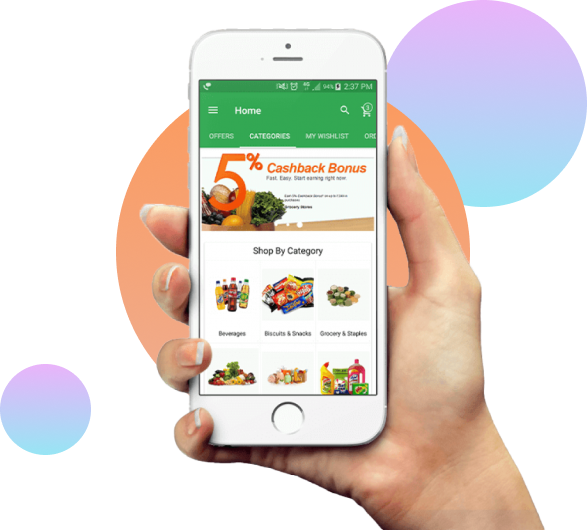 94% 2:37 PM
Home
3
OFFERS CATEGORIES MY WISHLIST ORD
5% Cashback Bonus
Fast. Easy. Start earning right now.
Grocery Stores
Shop By Category
Beverages Biscuits & Snacks Grocery & Staples